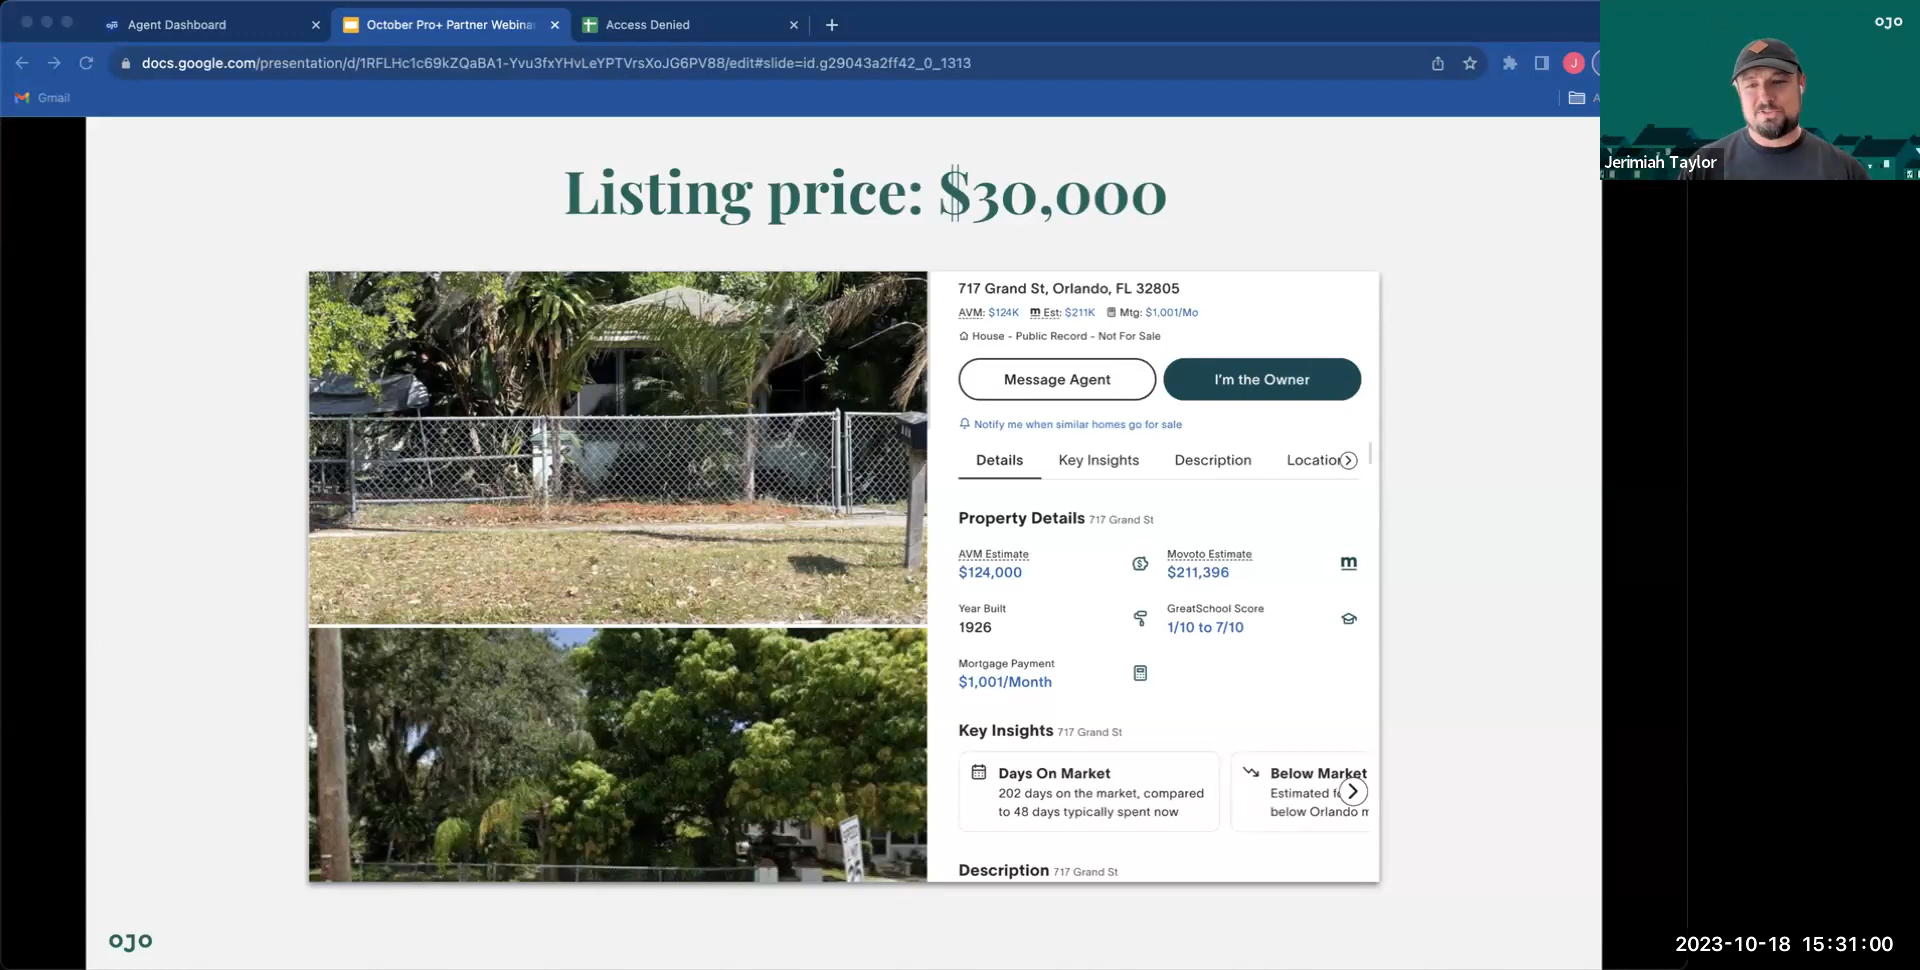 Agent Dashboard
October Pro+ Partner Webina
Access Denied
docs.google.com/presentation/d/1RFLHc1c69kZQaBA1-Yvu3fxYHvLeYPTVrsXoJG6PV88/edit#slide=id.g29043a2ff42_0_1313
J
Gmail
A
ojo
Jerimiah Taylor
Listing price: $30,000
717 Grand St, Orlando, FL 32805
AVM: $124K m Est: $211K Mtg: $1,001/Mo
House - Public Record - Not For Sale
Message Agent
I'm the Owner
Notify me when similar homes go for sale
Details Key Insights Description Location
Property Details 717 Grand St
AVM Estimate
$124,000
Movoto Estimate
$211,396
m
Year Built
1926
GreatSchool Score
1/10 to 7/10
Mortgage Payment
$1,001/Month
Key Insights 717 Grand St
Days On Market
202 days on the market, compared
to 48 days typically spent now
Below Market
Estimated
below Orlando m
Description 717 Grand St
ojo
2023-10-18 15:31:00